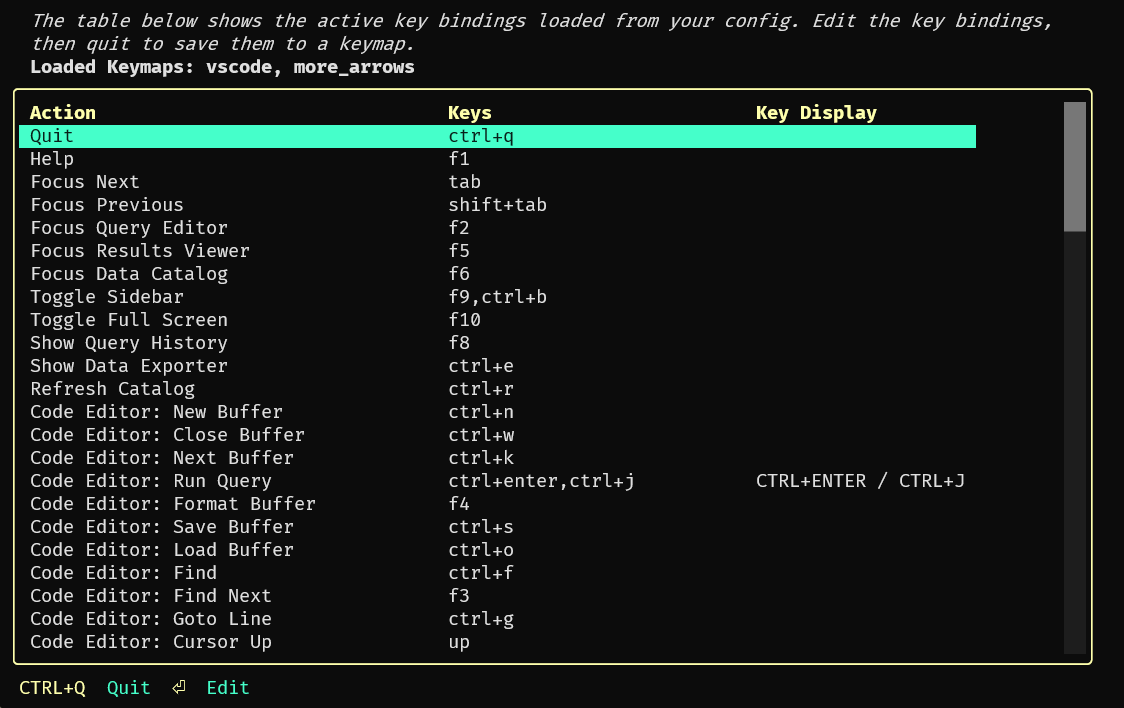 The table below shows the active key bindings loaded from your config. Edit the key bindings,
then quit to save them to a keymap.
Loaded Keymaps: vscode, more_arrows
Action Keys Key Display
Quit ctrl+q
Help f1
Focus Next tab
Focus Previous shift+tab
Focus Query Editor f2
Focus Results Viewer f5
Focus Data Catalog f6
Toggle Sidebar f9,ctrl+b
Toggle Full Screen f10
Show Query History f8
Show Data Exporter ctrl+e
Refresh Catalog ctrl+r
Code Editor: New Buffer ctrl+n
Code Editor: Close Buffer ctrl+w
Code Editor: Next Buffer ctrl+k
Code Editor: Run Query ctrl+enter,ctrl+j CTRL+ENTER / CTRL+J
Code Editor: Format Buffer f4
Code Editor: Save Buffer ctrl+s
Code Editor: Load Buffer ctrl+o
Code Editor: Find ctrl+f
Code Editor: Find Next f3
Code Editor: Goto Line ctrl+g
Code Editor: Cursor Up up
CTRL+Q Quit ⏎ Edit